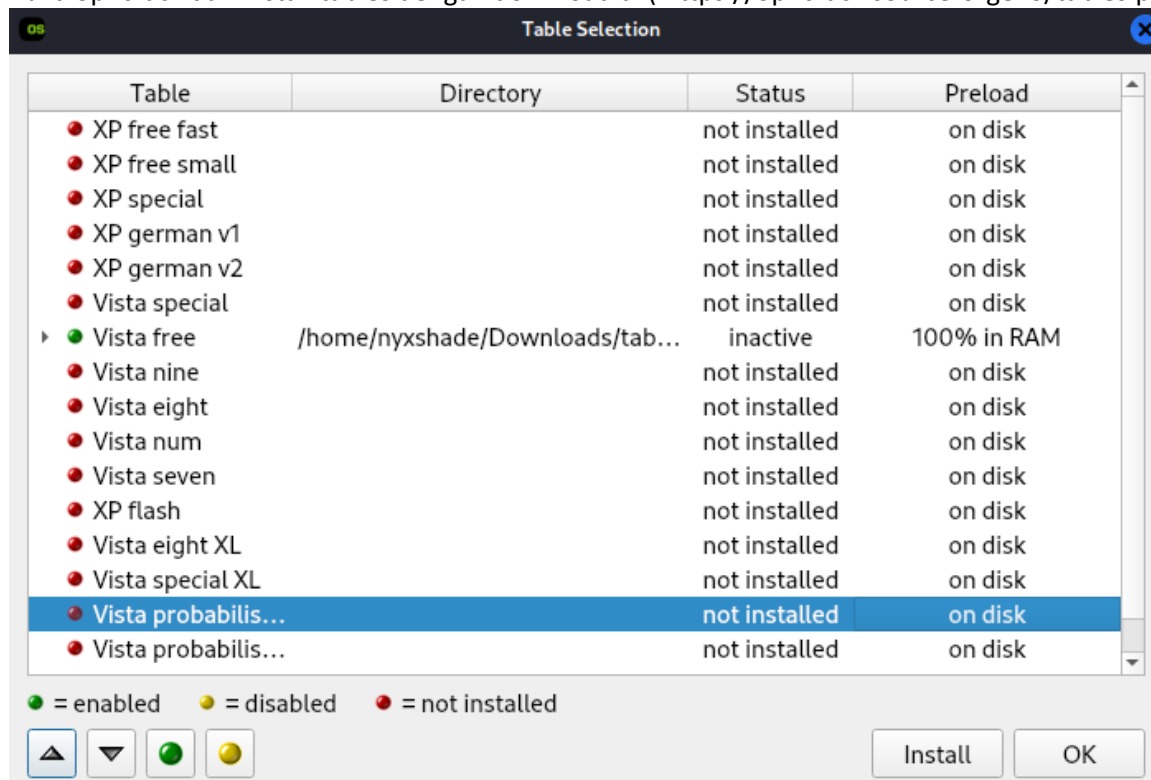 OS Table Selection
Table Directory Status Preload
XP free fast not installed on disk
XP free small not installed on disk
XP special not installed on disk
XP german v1 not installed on disk
XP german v2 not installed on disk
Vista special not installed on disk
Vista free /home/nyxshade/Downloads/tab... inactive 100% in RAM
Vista nine not installed on disk
Vista eight not installed on disk
Vista num not installed on disk
Vista seven not installed on disk
XP flash not installed on disk
Vista eight XL not installed on disk
Vista special XL not installed on disk
Vista probabilis... not installed on disk
Vista probabilis... not installed on disk
= enabled = disabled = not installed
Install OK